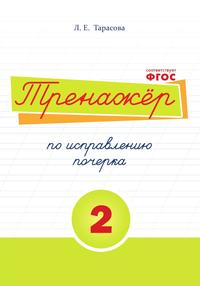 Л. Е. Тарасова
соответствует
ФГОС
Тренажёр
по исправлению
почерка
2